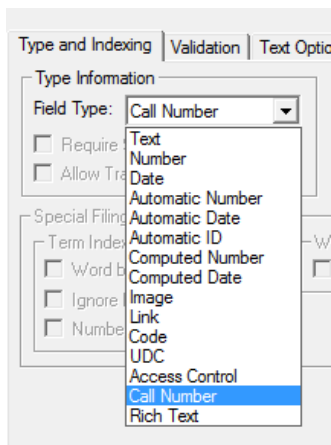 Type and Indexing Validation Text Optio
Type Information
Field Type: Call Number
Require
Text
Number
Allow Tra
Date
Automatic Number
Special Filing
Automatic Date
Term Index
Automatic ID
Computed Number
Word b
Computed Date
Image
Ignore
Link
Code
Numbe
UDC
Access Control
Call Number
Rich Text